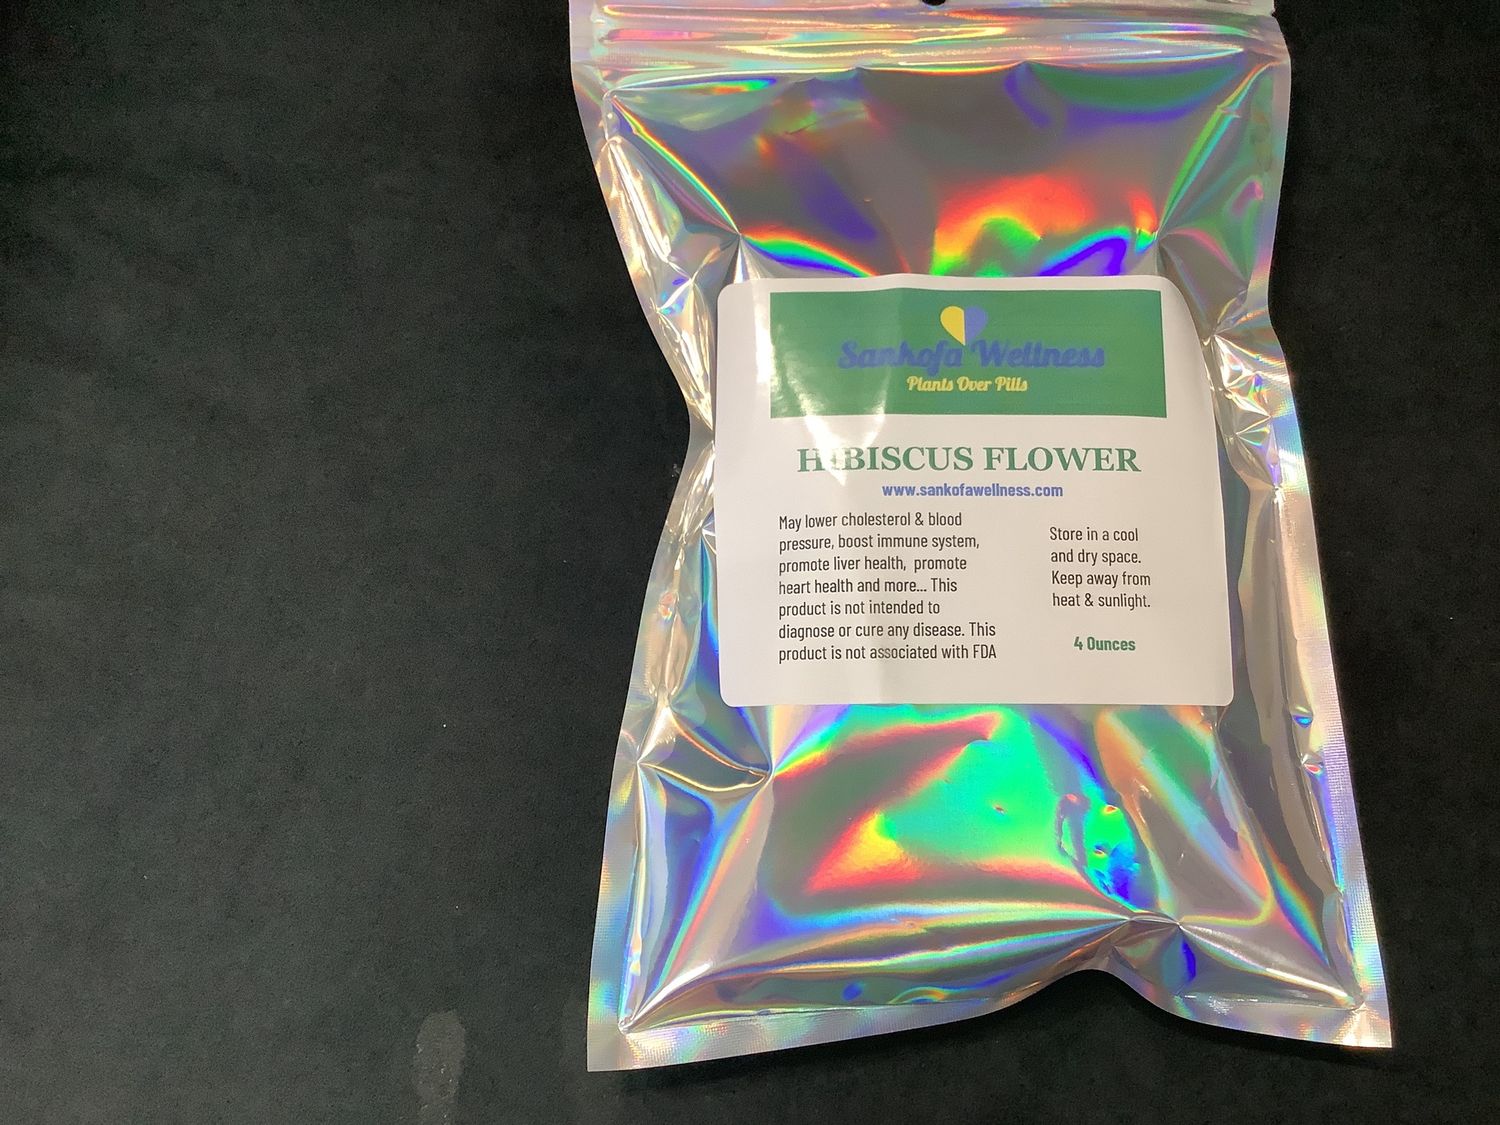 Sankofa Wellness
Plants Over Pills
HIBISCUS FLOWER
www.sankofawellness.com
May lower cholesterol & blood
pressure, boost immune system,
promote liver health, promote
heart health and more... This
product is not intended to
diagnose or cure any disease. This
product is not associated with FDA
Store in a cool
and dry space.
Keep away from
heat & sunlight.
4 Ounces